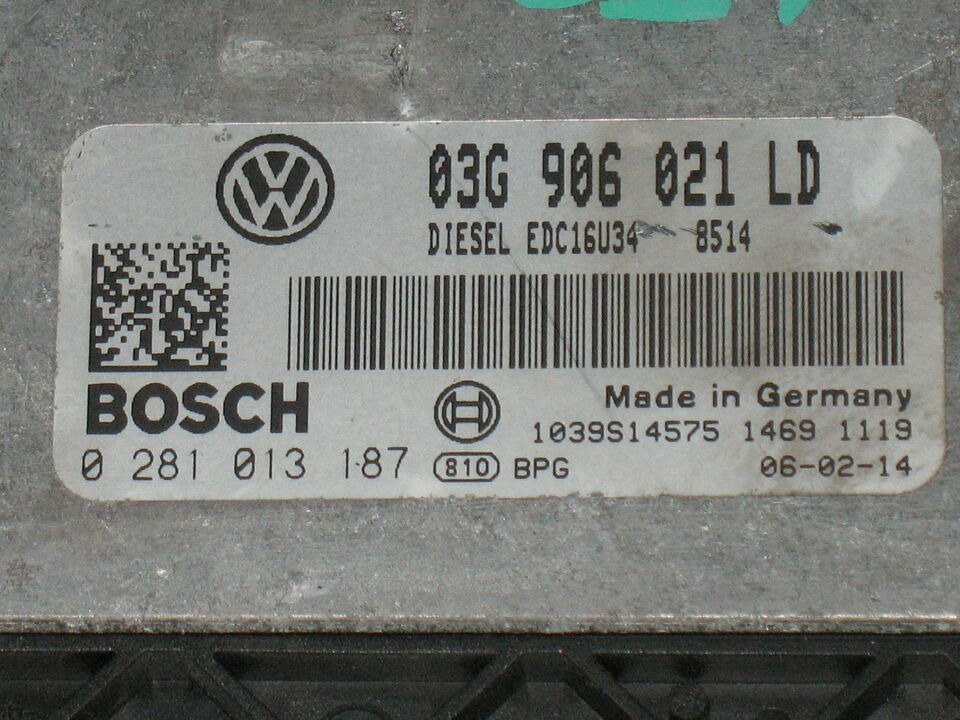 03G 906 021 LD
DIESEL EDC16U34 8514
BOSCH
Made in Germany
1039S14575 1469 1119
0 281 013 187 810 BPG 06-02-14